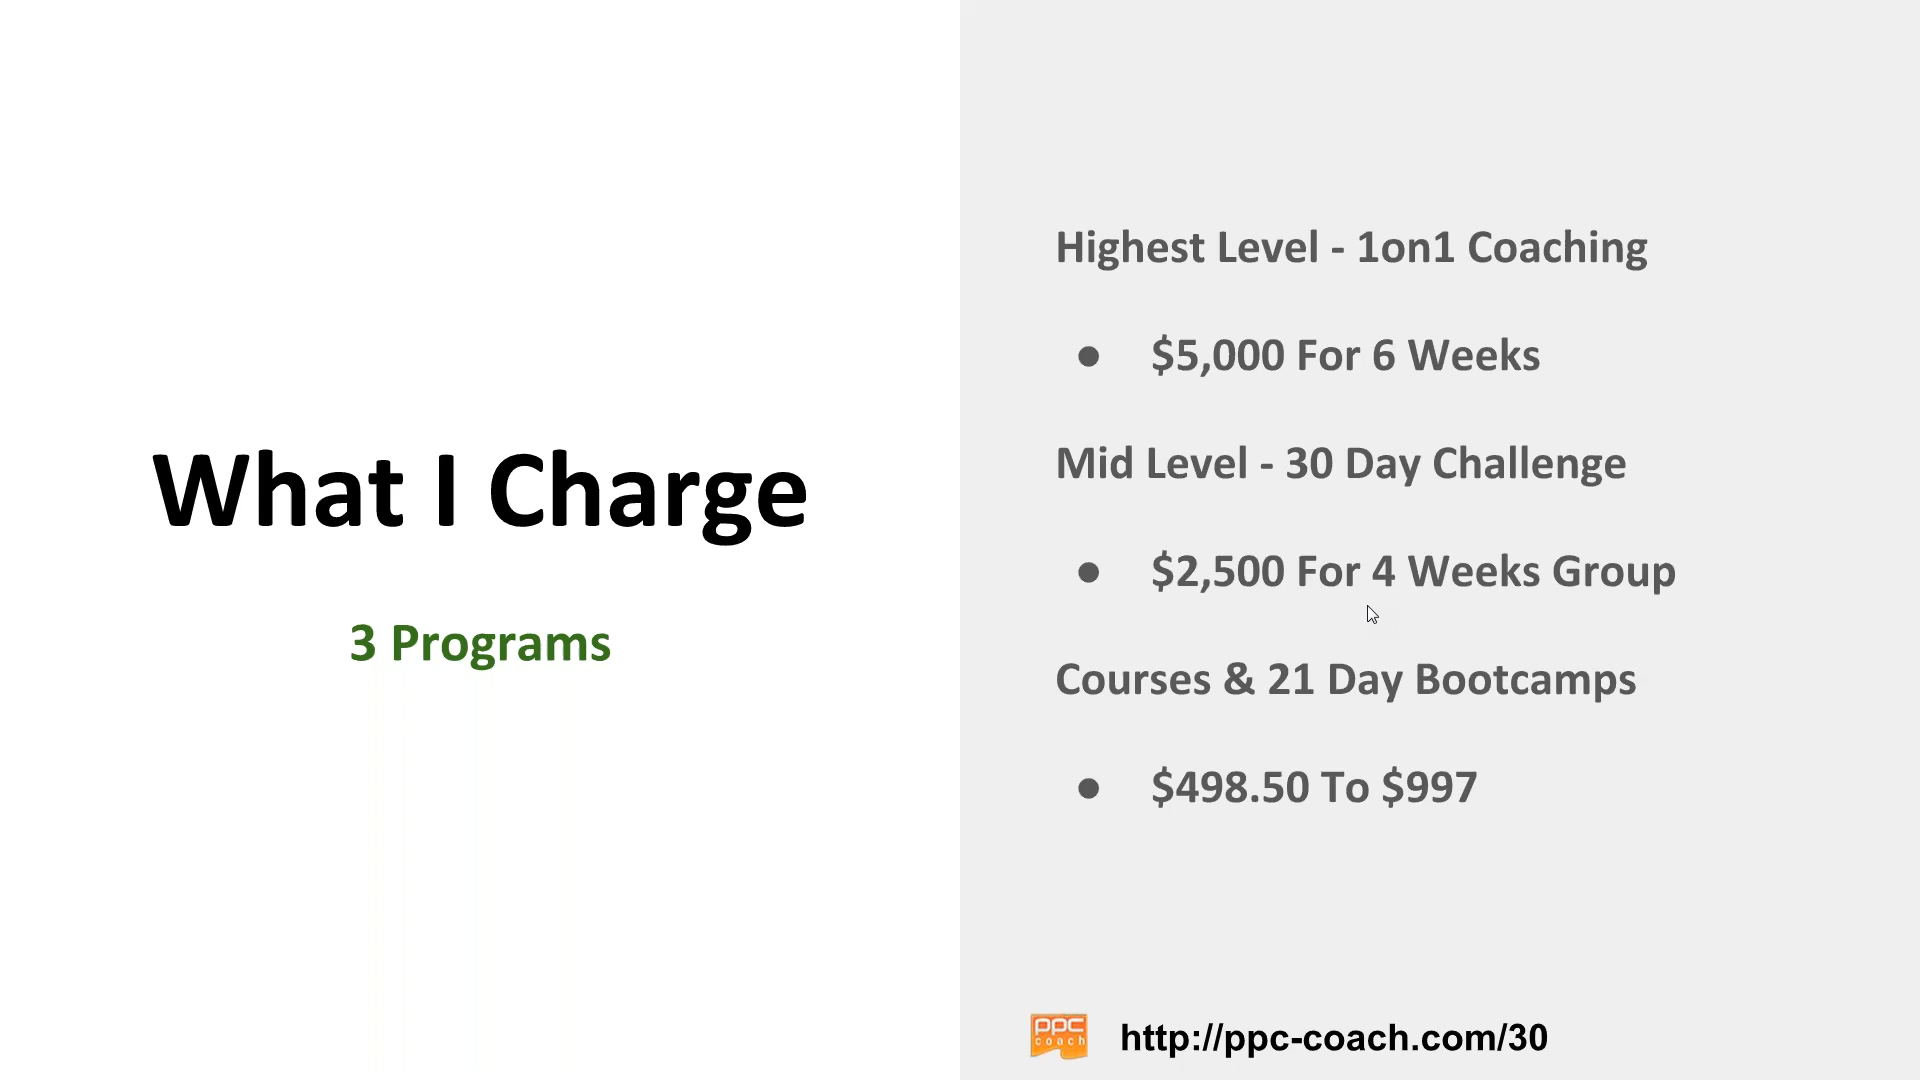 What I Charge
3 Programs
Highest Level - 1on1 Coaching
● $5,000 For 6 Weeks
Mid Level - 30 Day Challenge
● $2,500 For 4 Weeks Group
Courses & 21 Day Bootcamps
● $498.50 To $997
ppc
coach
http://ppc-coach.com/30